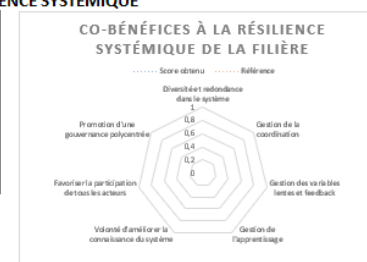 ENCE SYSTÉMIQUE
CO-BÉNÉFICES À LA RÉSILIENCE
SYSTÉMIQUE DE LA FILIÈRE
Score obtenu Référence
Diversité et redondance
dans le système
1
0,8
0,6
0,4
0,2
0
Promotion d'une
gouvernance polycentrée
Gestion de la
coordination
Favoriser la participation
de tous les acteurs
Gestion des variables
lentes et feedback
Volonté d'améliorer la
connaissance du système
Gestion de
l'apprentissage